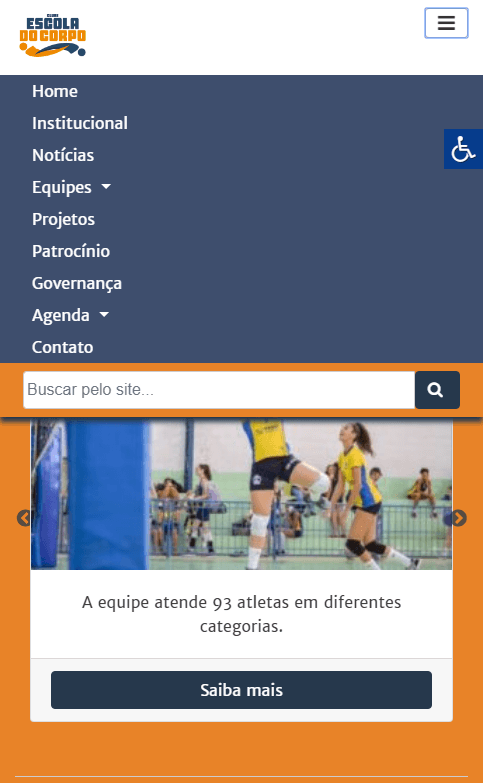 CLUBE
ESCOLA
DO CORPO
Home
Institucional
Notícias
Equipes
Projetos
Patrocínio
Governança
Agenda
Contato
Buscar pelo site...
A equipe atende 93 atletas em diferentes
categorias.
Saiba mais